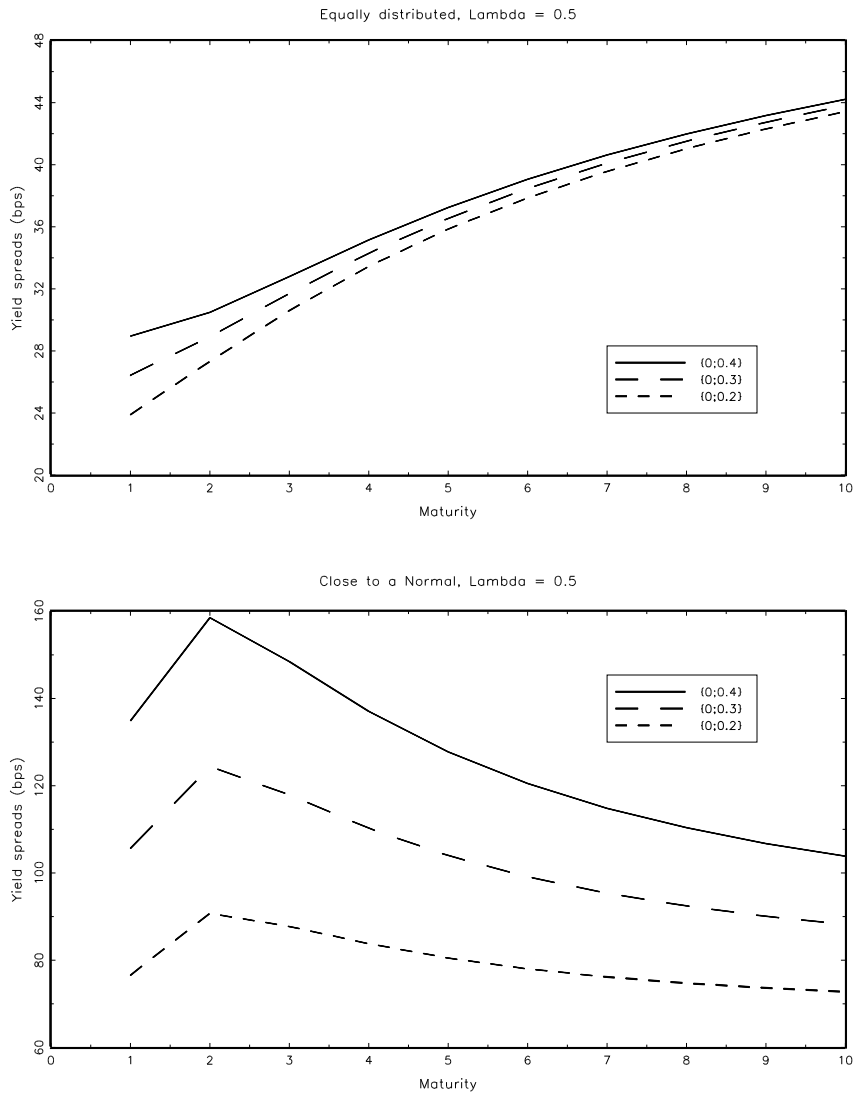 Equally distributed, Lambda = 0.5
Yield spreads (bps)
48
44
40
36
32
28
24
20
{0;0.4}
{0;0.3}
{0;0.2}
0 1 2 3 4 5 6 7 8 9 10
Maturity
Close to a Normal, Lambda = 0.5
Yield spreads (bps)
160
140
120
100
80
60
{0;0.4}
{0;0.3}
{0;0.2}
0 1 2 3 4 5 6 7 8 9 10
Maturity